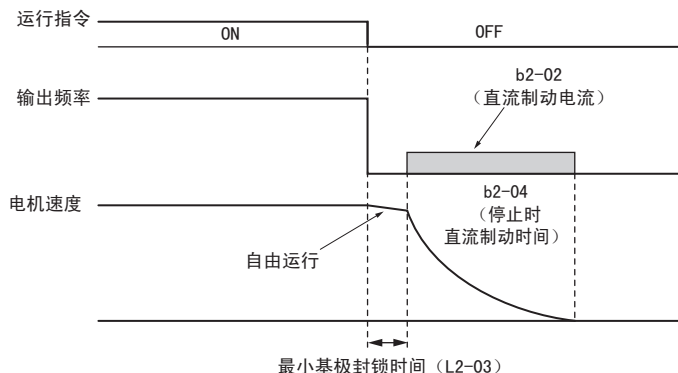 运行指令
ON
OFF
b2-02
（直流制动电流）
输出频率
b2-04
（停止时
直流制动时间）
电机速度
自由运行
最小基极封锁时间（L2-03）